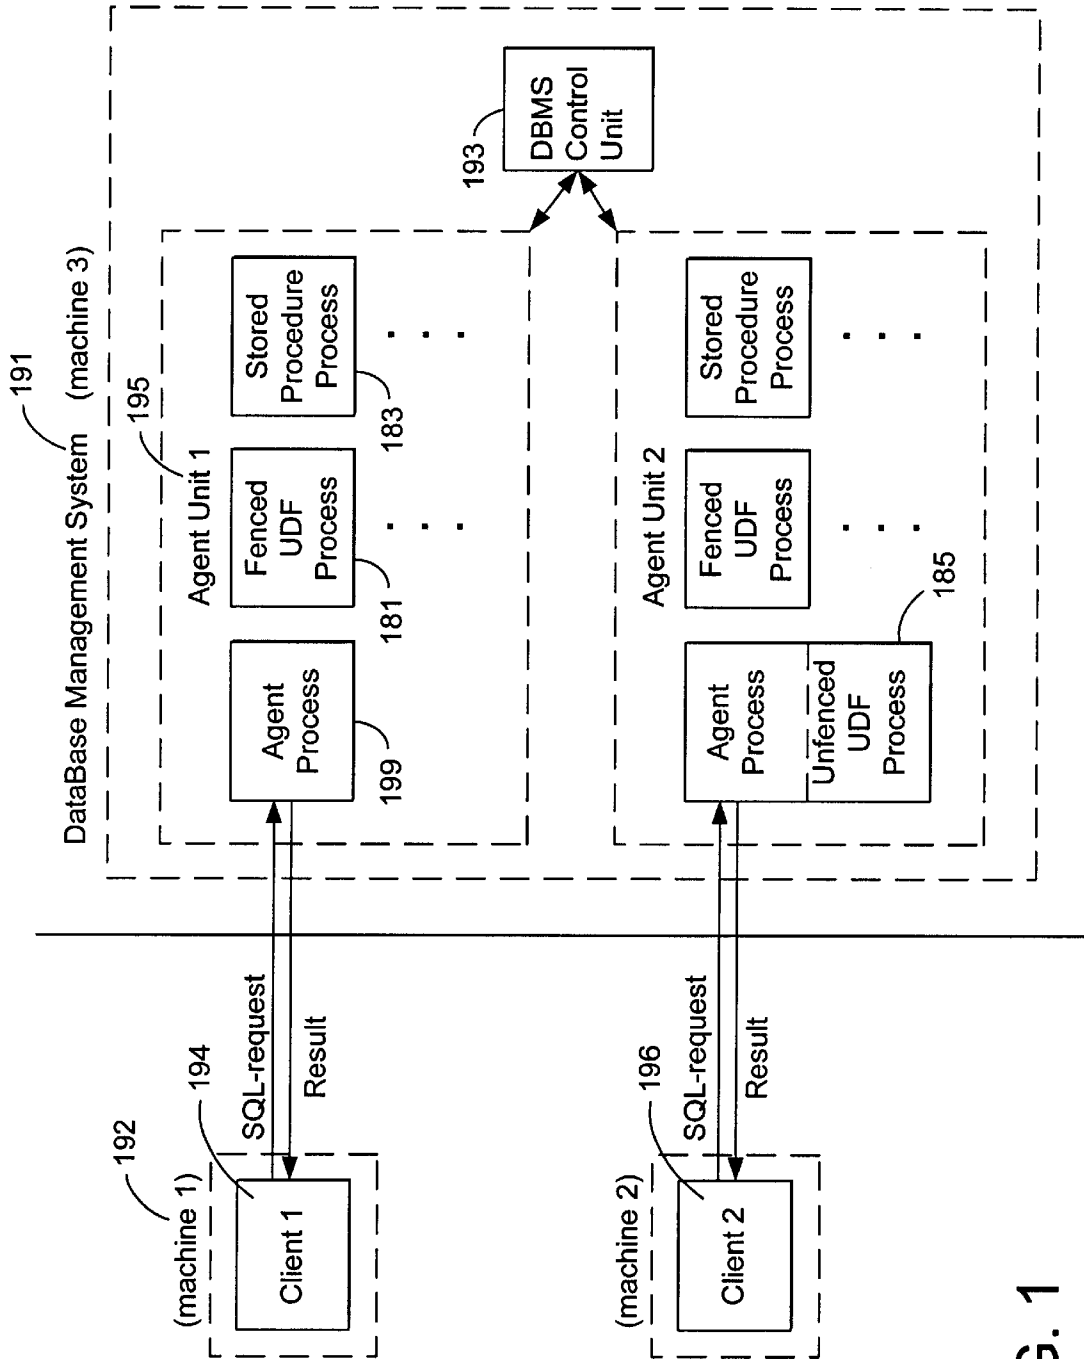 DataBase Management System (machine 3)
191
192
(machine 1)
194
Client 1
SQL-request
Result
195
Agent Unit 1
Agent
Process
199
Fenced
UDF
Process
181
Stored
Procedure
Process
183
. . .
. . .
193
DBMS
Control
Unit
(machine 2)
196
Client 2
SQL-request
Result
Agent Unit 2
Agent
Process
Unfenced
UDF
Process
185
Fenced
UDF
Process
Stored
Procedure
Process
. . .
. . .
G. 1